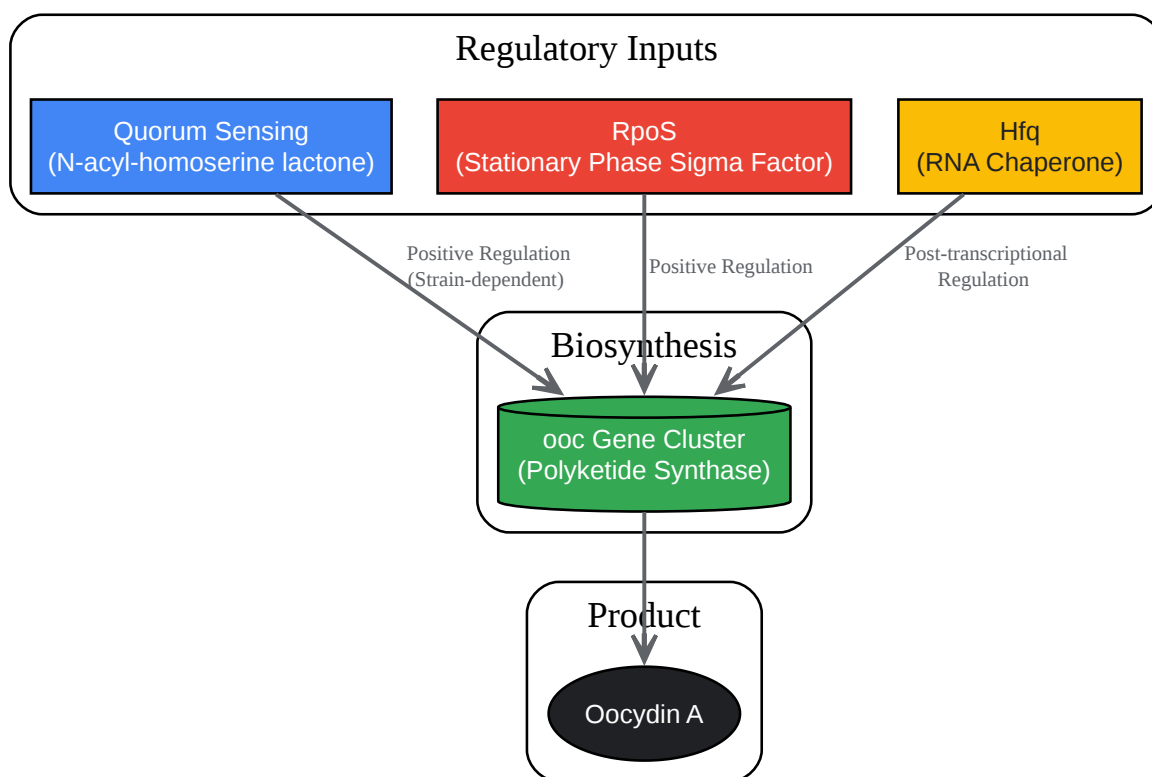 Regulatory Inputs
Quorum Sensing
(N-acyl-homoserine lactone)
RpoS
(Stationary Phase Sigma Factor)
Hfq
(RNA Chaperone)
Positive Regulation
(Strain-dependent)
Positive Regulation
Post-transcriptional
Regulation
Biosynthesis
ooc Gene Cluster
(Polyketide Synthase)
Product
Oocydin A